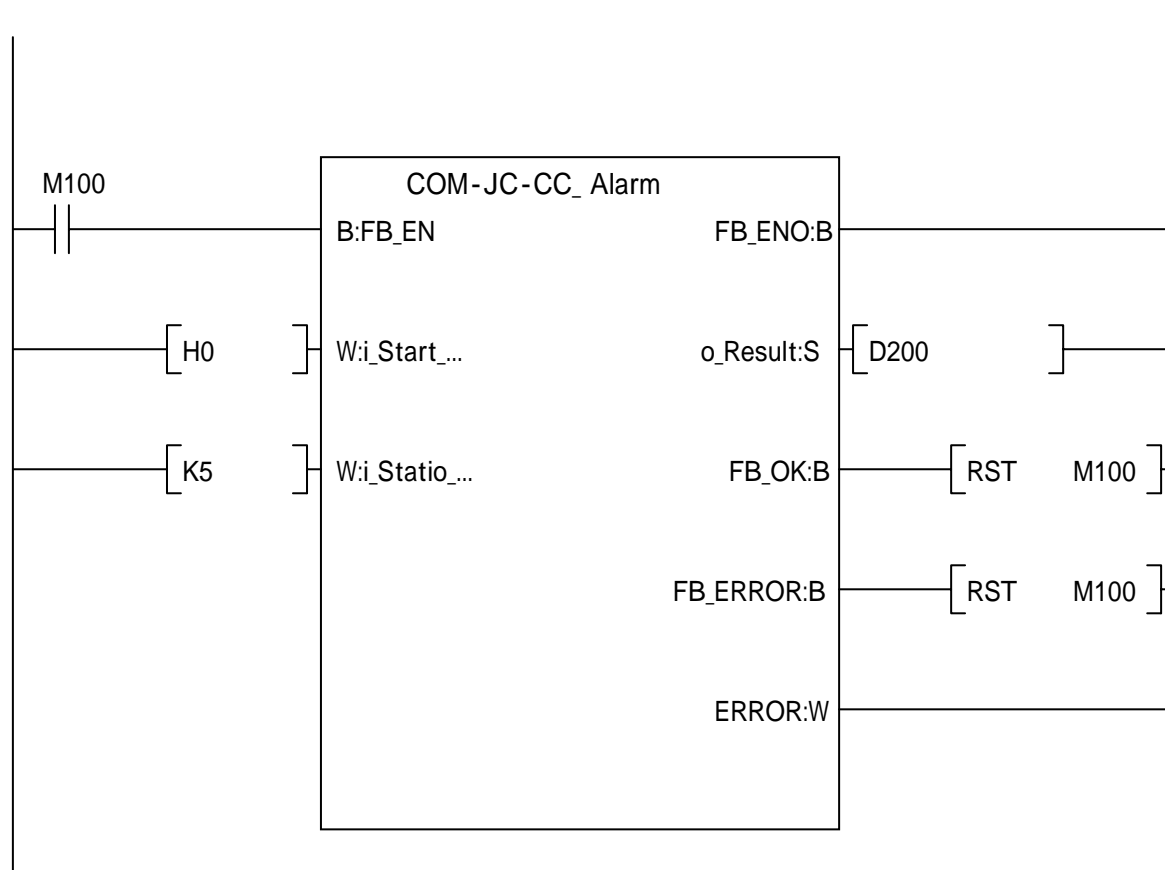 M100
COM-JC-CC_ Alarm
B:FB_EN FB_ENO:B
H0 W:i_Start_... o_Result:S D200
K5 W:i_Statio_... FB_OK:B RST M100
FB_ERROR:B RST M100
ERROR:W